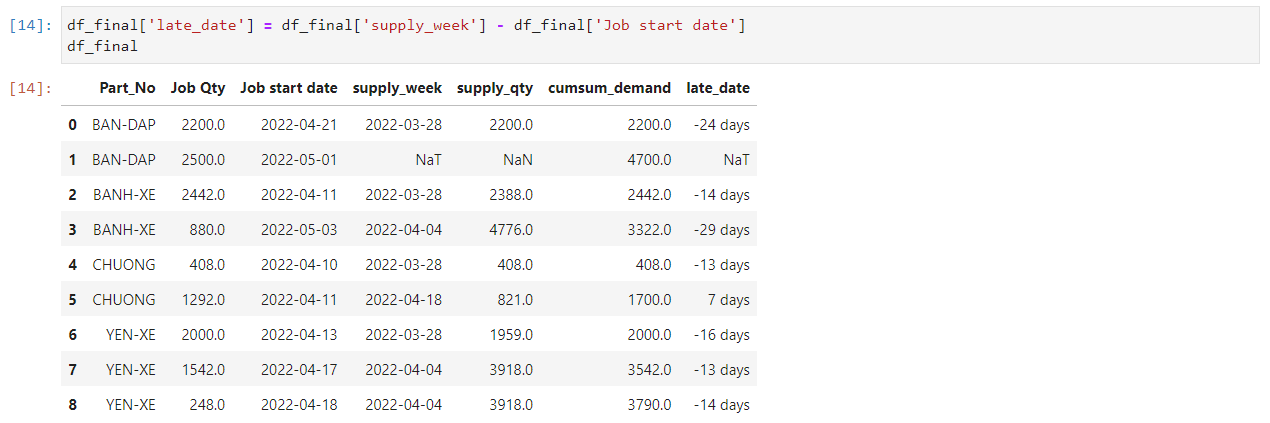 [14]: df_final['late_date'] = df_final['supply_week'] - df_final['Job start date']
df_final
[14]: Part_No Job Qty Job start date supply_week supply_qty cumsum_demand late_date
0 BAN-DAP 2200.0 2022-04-21 2022-03-28 2200.0 2200.0 -24 days
1 BAN-DAP 2500.0 2022-05-01 NaT NaN 4700.0 NaT
2 BANH-XE 2442.0 2022-04-11 2022-03-28 2388.0 2442.0 -14 days
3 BANH-XE 880.0 2022-05-03 2022-04-04 4776.0 3322.0 -29 days
4 CHUONG 408.0 2022-04-10 2022-03-28 408.0 408.0 -13 days
5 CHUONG 1292.0 2022-04-11 2022-04-18 821.0 1700.0 7 days
6 YEN-XE 2000.0 2022-04-13 2022-03-28 1959.0 2000.0 -16 days
7 YEN-XE 1542.0 2022-04-17 2022-04-04 3918.0 3542.0 -13 days
8 YEN-XE 248.0 2022-04-18 2022-04-04 3918.0 3790.0 -14 days